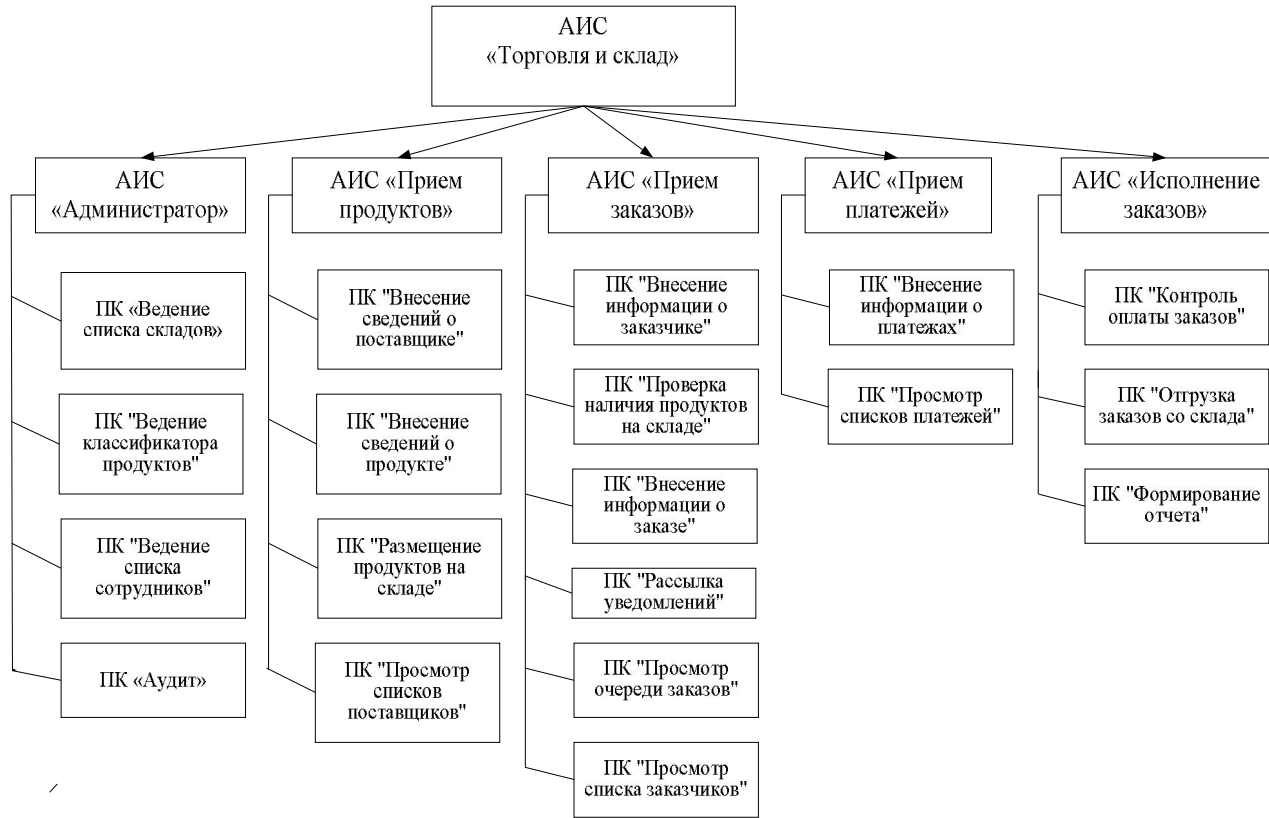 АИС
«Торговля и склад»
АИС
«Администратор»
АИС «Прием
продуктов»
АИС «Прием
заказов»
АИС «Прием
платежей»
АИС «Исполнение
заказов»
ПК «Ведение
списка складов»
ПК "Ведение
классификатора
продуктов"
ПК "Ведение
списка
сотрудников"
ПК «Аудит»
ПК "Внесение
сведений о
поставщике"
ПК "Внесение
сведений о
продукте"
ПК "Размещение
продуктов на
складе"
ПК "Просмотр
списков
поставщиков"
ПК "Внесение
информации о
заказчике"
ПК "Проверка
наличия продуктов
на складе"
ПК "Внесение
информации о
заказе"
ПК "Рассылка
уведомлений"
ПК "Просмотр
очереди заказов"
ПК "Просмотр
списка заказчиков"
ПК "Внесение
информации о
платежах"
ПК "Просмотр
списков платежей"
ПК "Контроль
оплаты заказов"
ПК "Отгрузка
заказов со склада"
ПК "Формирование
отчета"